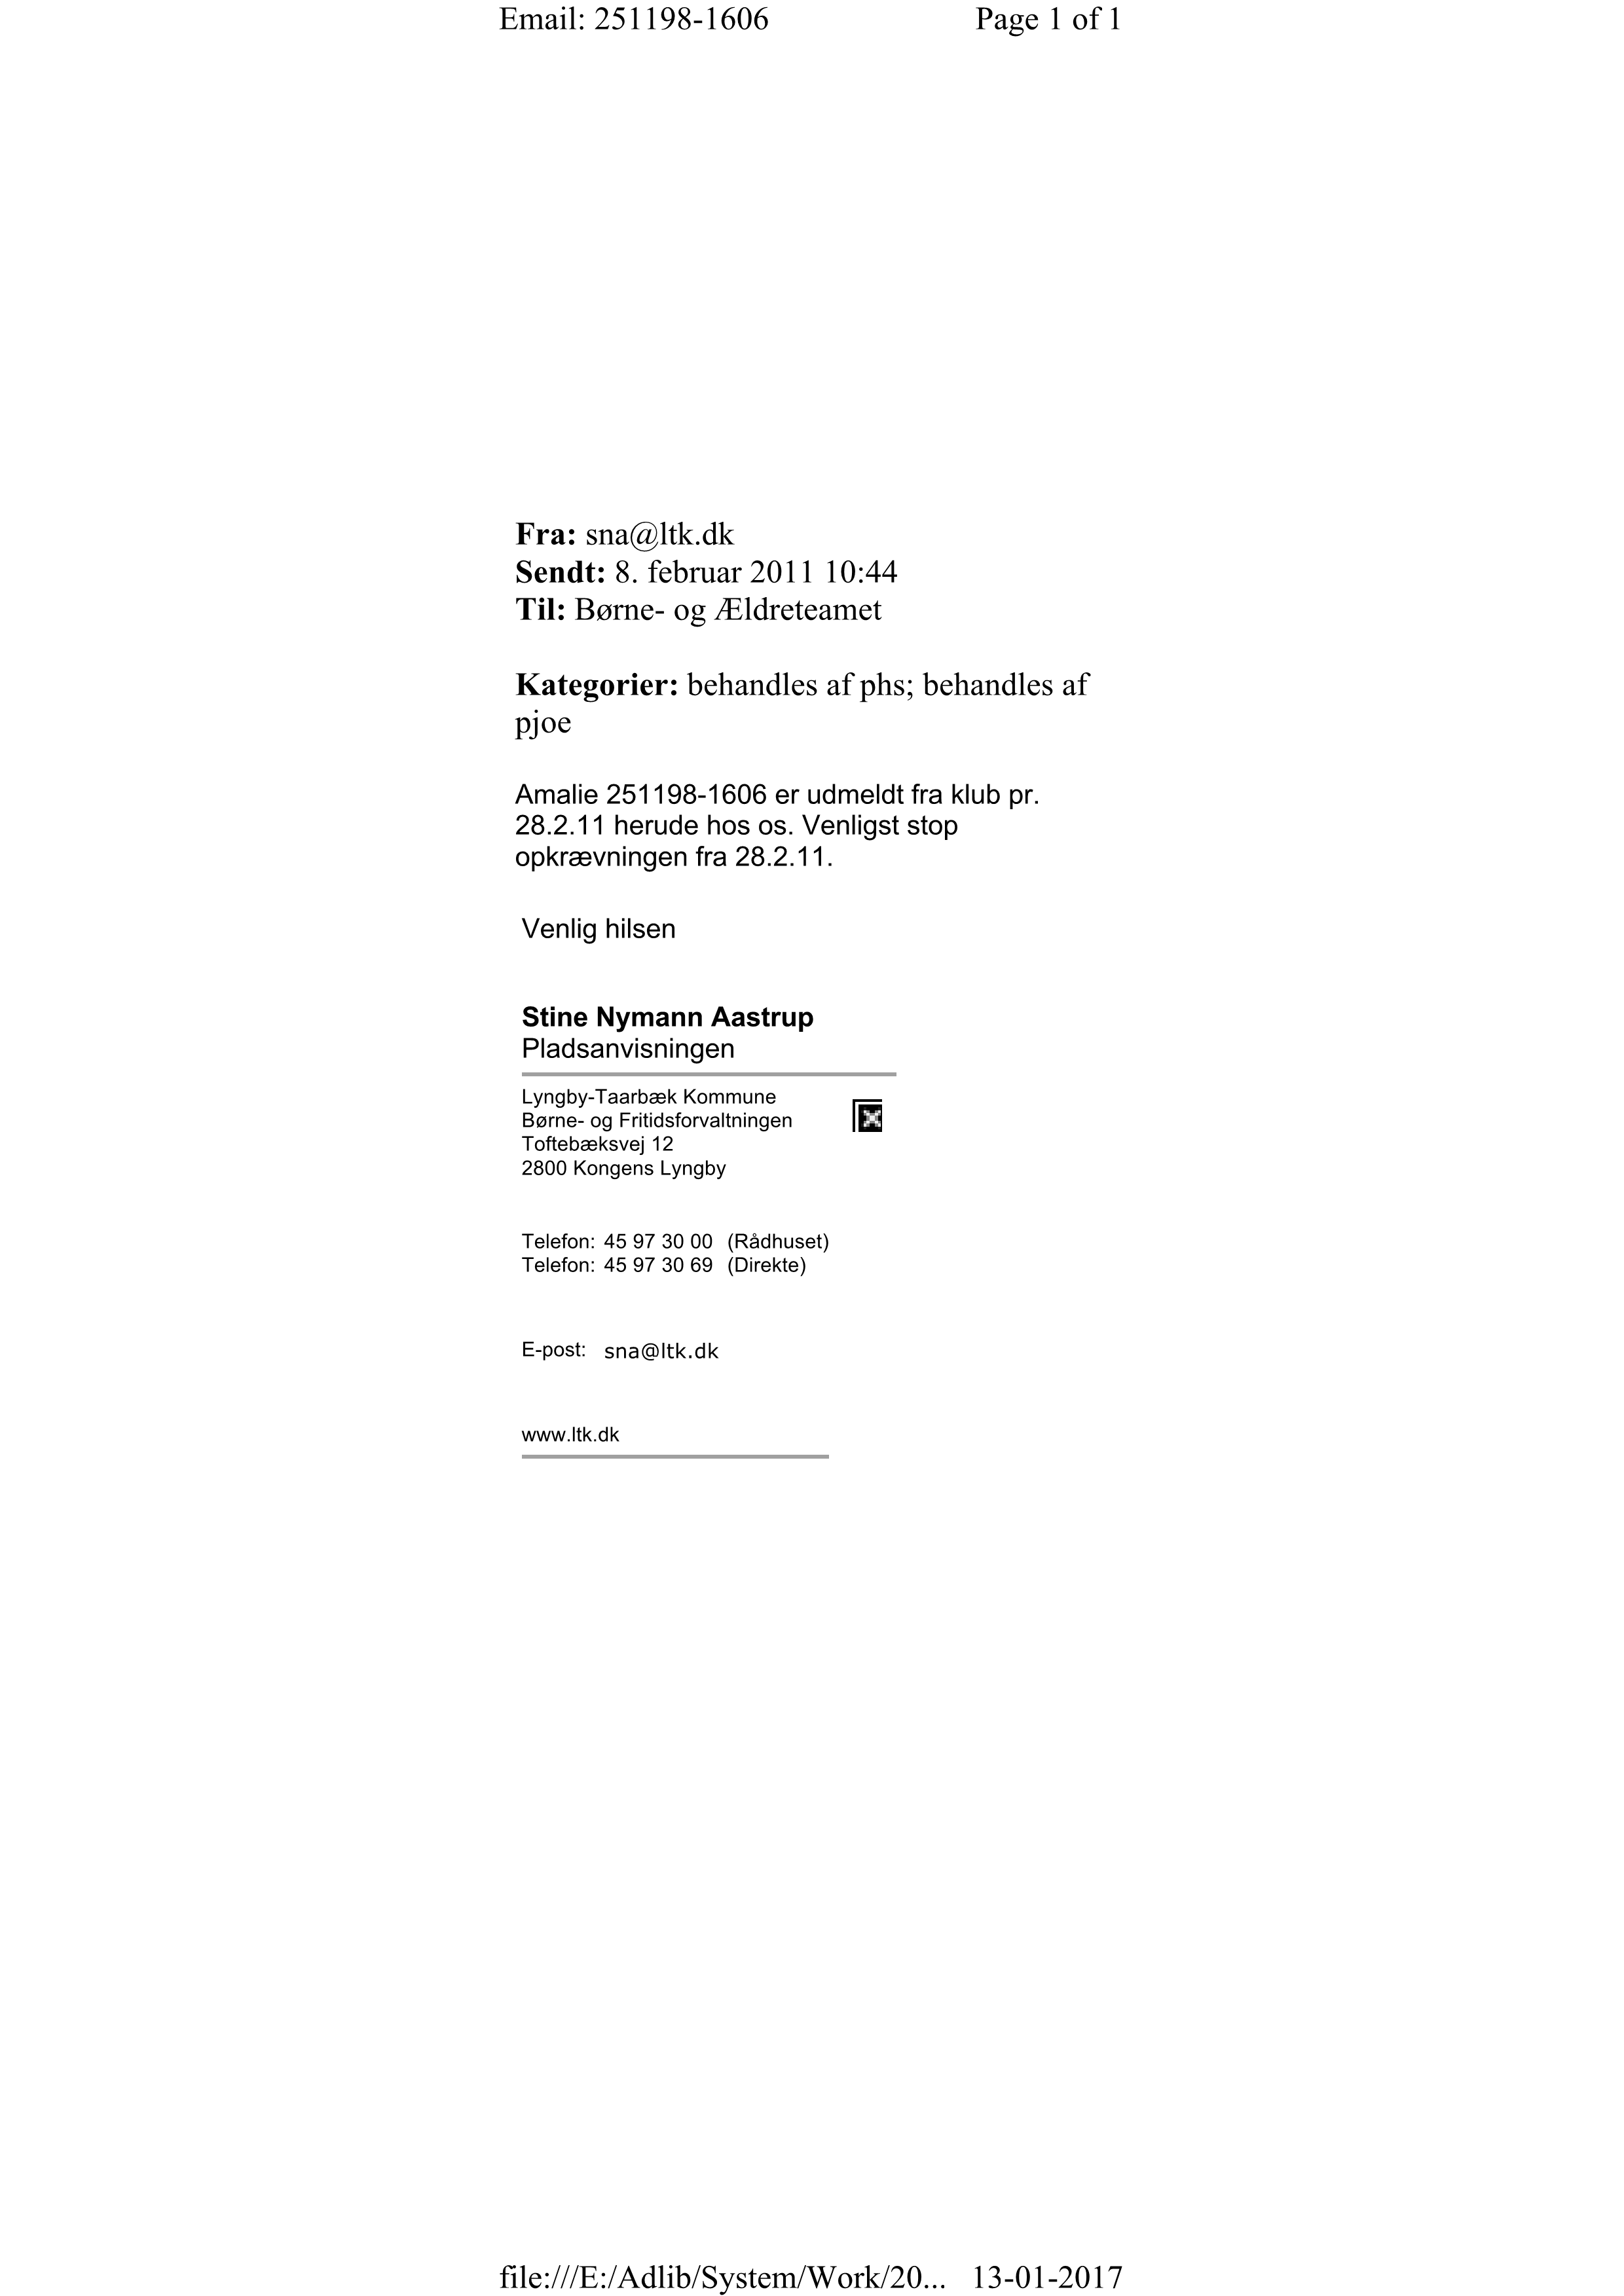 Email: 251198-1606 Page 1 of 1
Fra: sna@ltk.dk
Sendt: 8. februar 2011 10:44
Til: Børne- og Ældreteamet
Kategorier: behandles af phs; behandles af
pjoe
Amalie 251198-1606 er udmeldt fra klub pr.
28.2.11 herude hos os. Venligst stop
opkrævningen fra 28.2.11.
Venlig hilsen
Stine Nymann Aastrup
Pladsanvisningen
Lyngby-Taarbæk Kommune
Børne- og Fritidsforvaltningen
Toftebæksvej 12
2800 Kongens Lyngby
Telefon: 45 97 30 00 (Rådhuset)
Telefon: 45 97 30 69 (Direkte)
E-post: sna@ltk.dk
www.ltk.dk
file:///E:/Adlib/System/Work/20... 13-01-2017